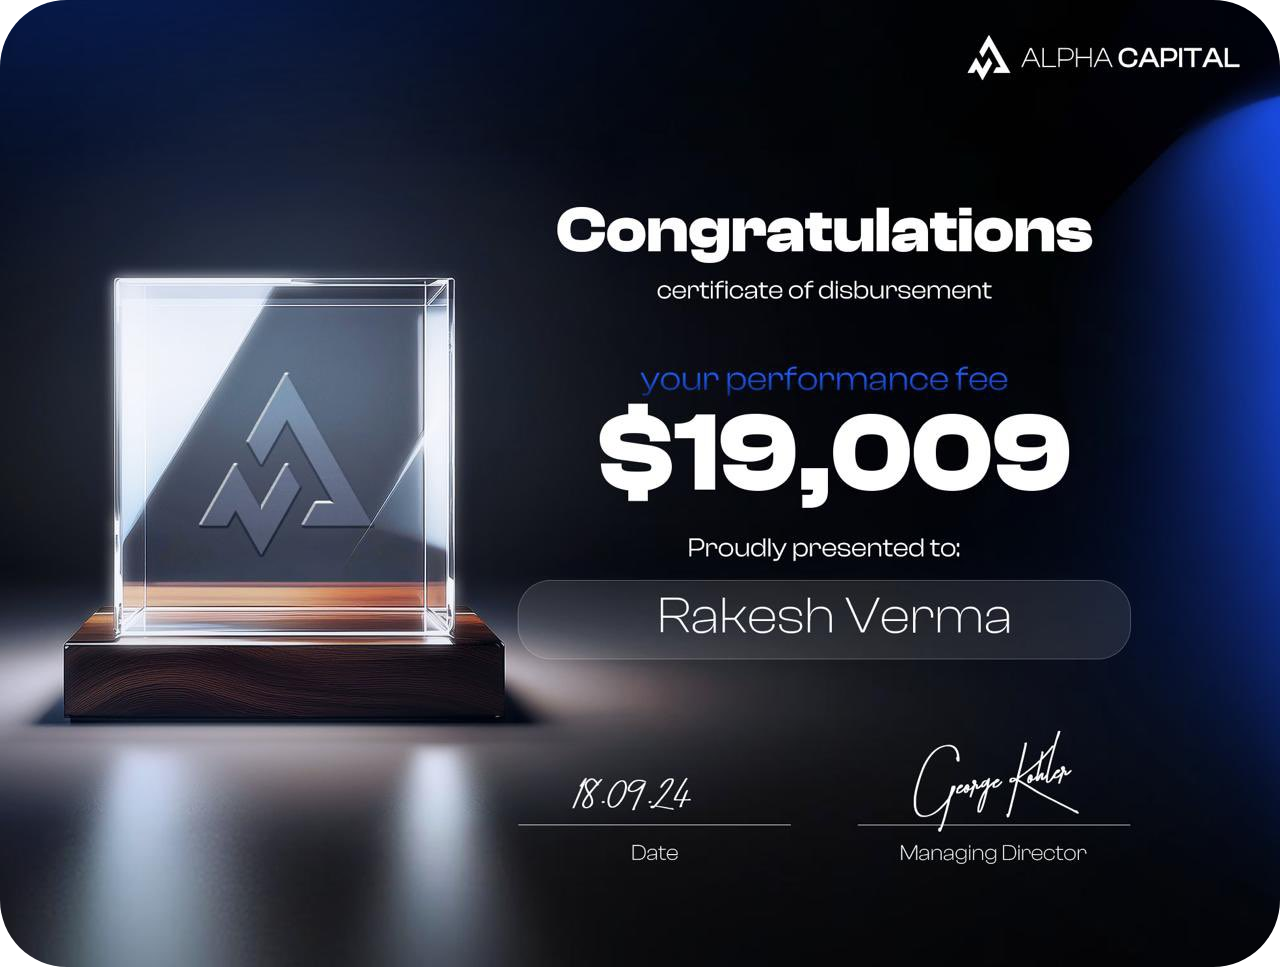 ALPHA CAPITAL
Congratulations
certificate of disbursement
your performance fee
$19,009
Proudly presented to:
Rakesh Verma
18.09.24
George Kohler
Date
Managing Director